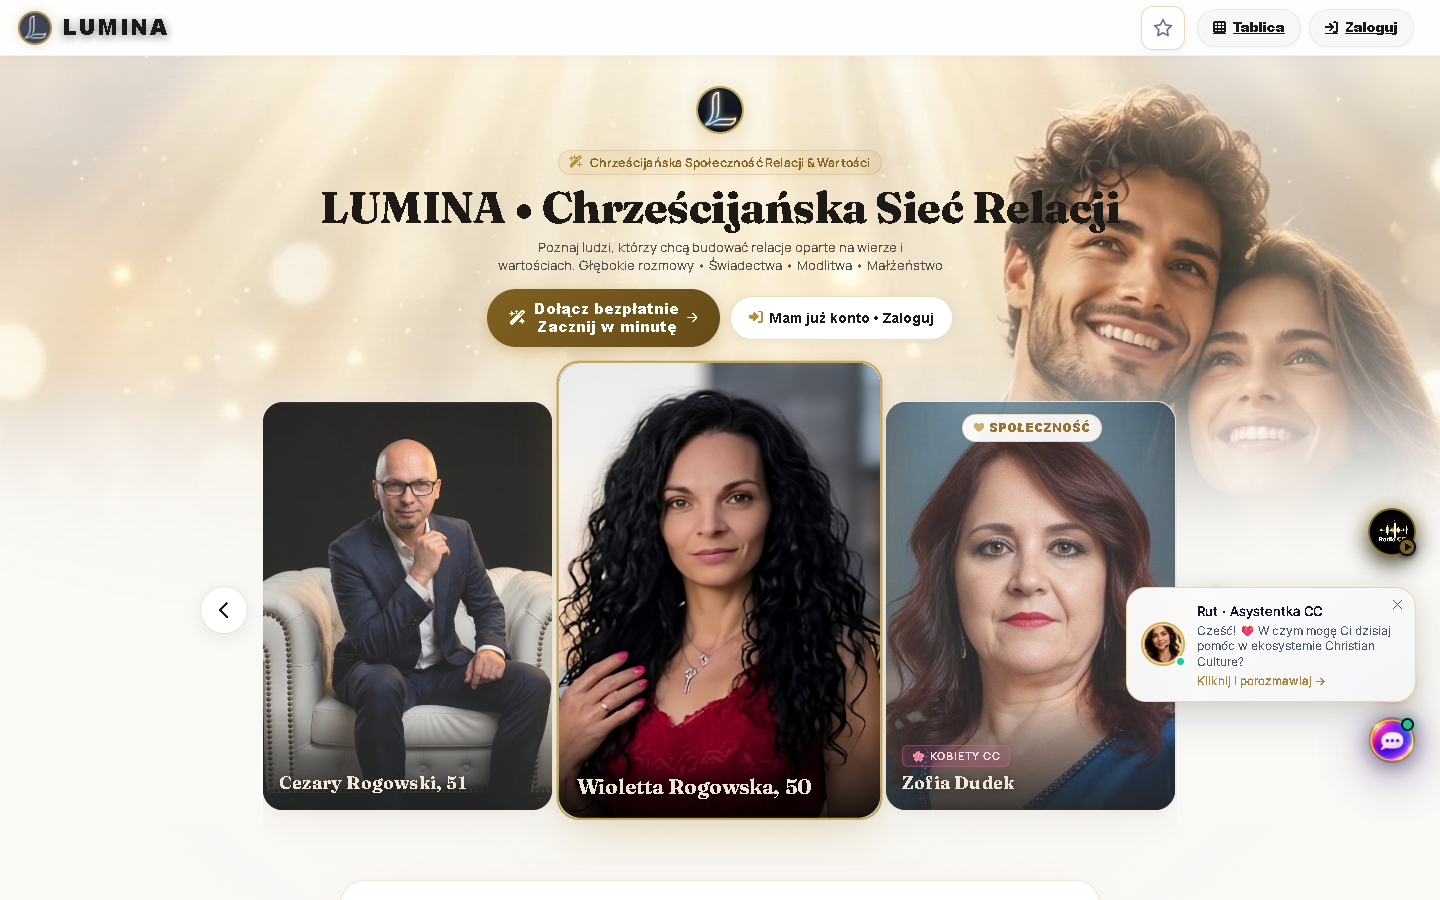 LUMINA
Tablica
Zaloguj
Chrześcijańska Społeczność Relacji & Wartości
LUMINA • Chrześcijańska Sieć Relacji
Poznaj ludzi, którzy chcą budować relacje oparte na wierze i
wartościach. Głębokie rozmowy • Świadectwa • Modlitwa • Małżeństwo
Dołącz bezpłatnie
Zacznij w minutę
Mam już konto • Zaloguj
SPOŁECZNOŚĆ
Cezary Rogowski, 51
Wioletta Rogowska, 50
KOBIETY CC
Zofia Dudek
Radio CC
Rut · Asystentka CC
Cześć! ❤️ W czym mogę Ci dzisiaj
pomóc w ekosystemie Christian
Culture?
Kliknij i porozmawiaj →